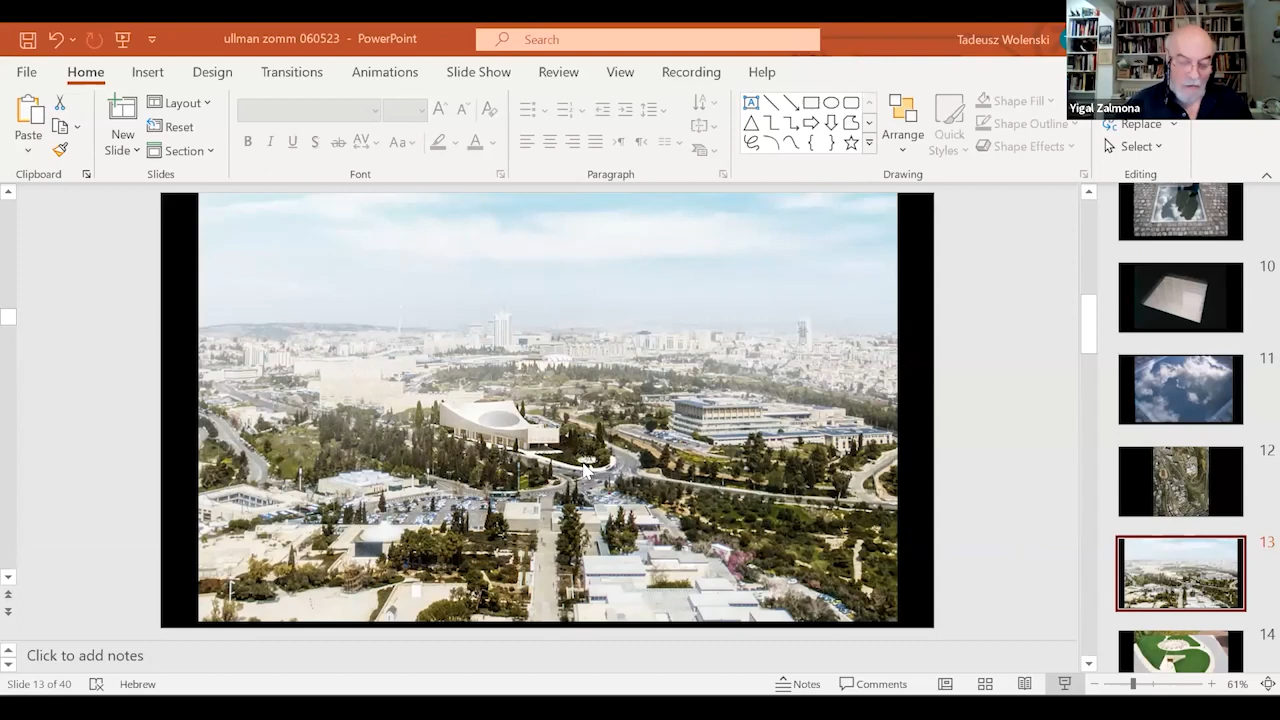 ullman zomm 060523 - PowerPoint
Search
Tadeusz Wolenski
Yigal Zalmona
File Home Insert Design Transitions Animations Slide Show Review View Recording Help
Paste
New
Slide
Layout
Reset
Section
B I U S ab AV Aa A
Arrange
Quick
Styles
Shape Fill
Shape Outline
Shape Effects
Replace
Select
Clipboard
Slides
Font
Paragraph
Drawing
Editing
10
11
12
13
14
Click to add notes
Slide 13 of 40
Hebrew
Notes
Comments
61%